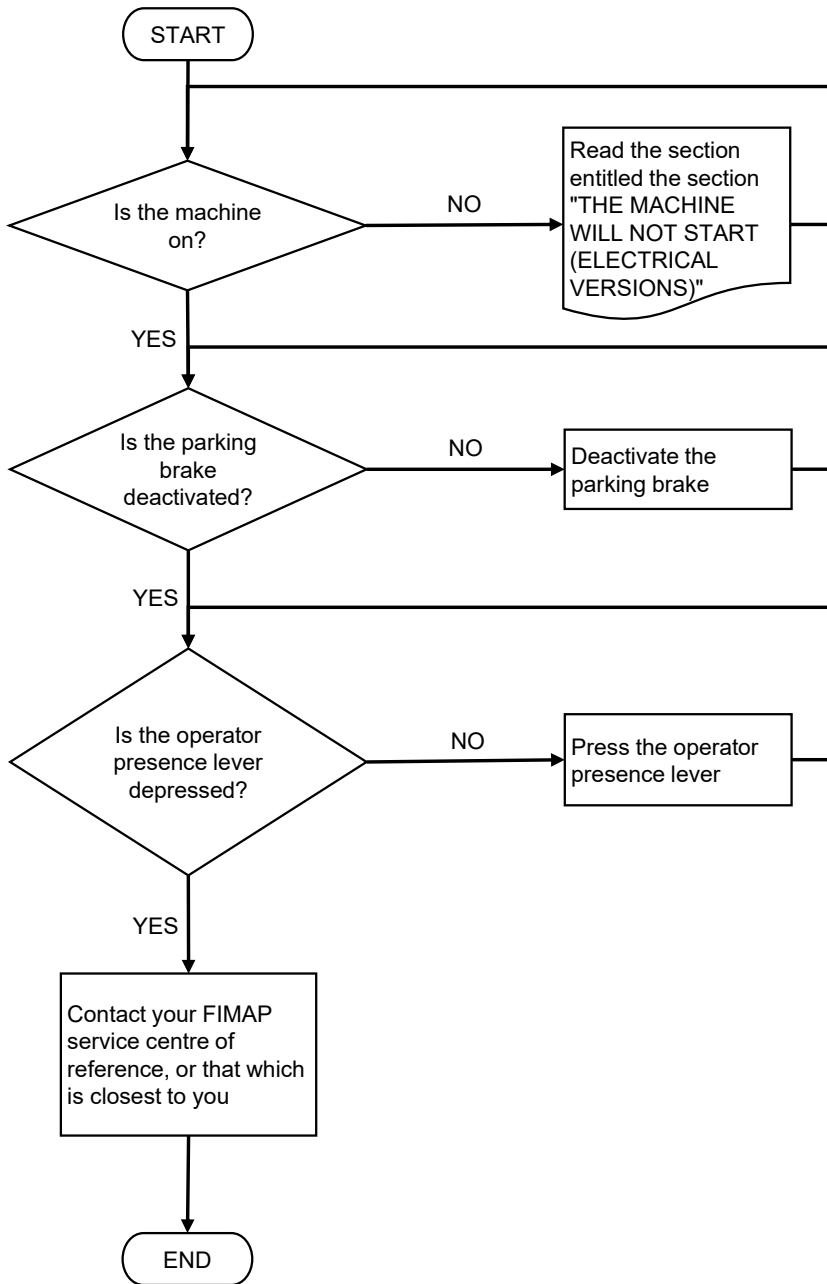 START
Is the machine
on?
NO
Read the section
entitled the section
"THE MACHINE
WILL NOT START
(ELECTRICAL
VERSIONS)"
YES
Is the parking
brake
deactivated?
NO
Deactivate the
parking brake
YES
Is the operator
presence lever
depressed?
NO
Press the operator
presence lever
YES
Contact your FIMAP
service centre of
reference, or that which
is closest to you
END